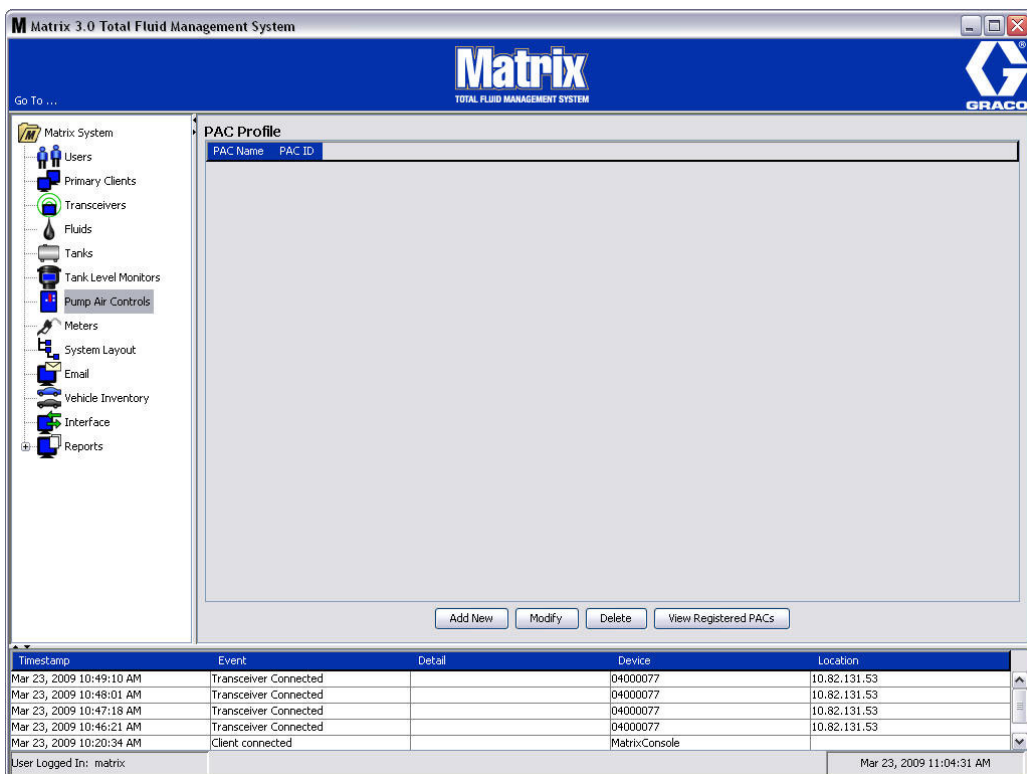 M Matrix 3.0 Total Fluid Management System
Matrix
TOTAL FLUID MANAGEMENT SYSTEM
Go To ...
GRACO
Matrix System
Users
Primary Clients
Transceivers
Fluids
Tanks
Tank Level Monitors
Pump Air Controls
Meters
System Layout
Email
Vehicle Inventory
Interface
Reports
PAC Profile
PAC Name PAC ID
Add New Modify Delete View Registered PACs
Timestamp Event Detail Device Location
Mar 23, 2009 10:49:10 AM Transceiver Connected 04000077 10.82.131.53
Mar 23, 2009 10:48:01 AM Transceiver Connected 04000077 10.82.131.53
Mar 23, 2009 10:47:18 AM Transceiver Connected 04000077 10.82.131.53
Mar 23, 2009 10:46:21 AM Transceiver Connected 04000077 10.82.131.53
Mar 23, 2009 10:20:34 AM Client connected MatrixConsole
User Logged In: matrix Mar 23, 2009 11:04:31 AM